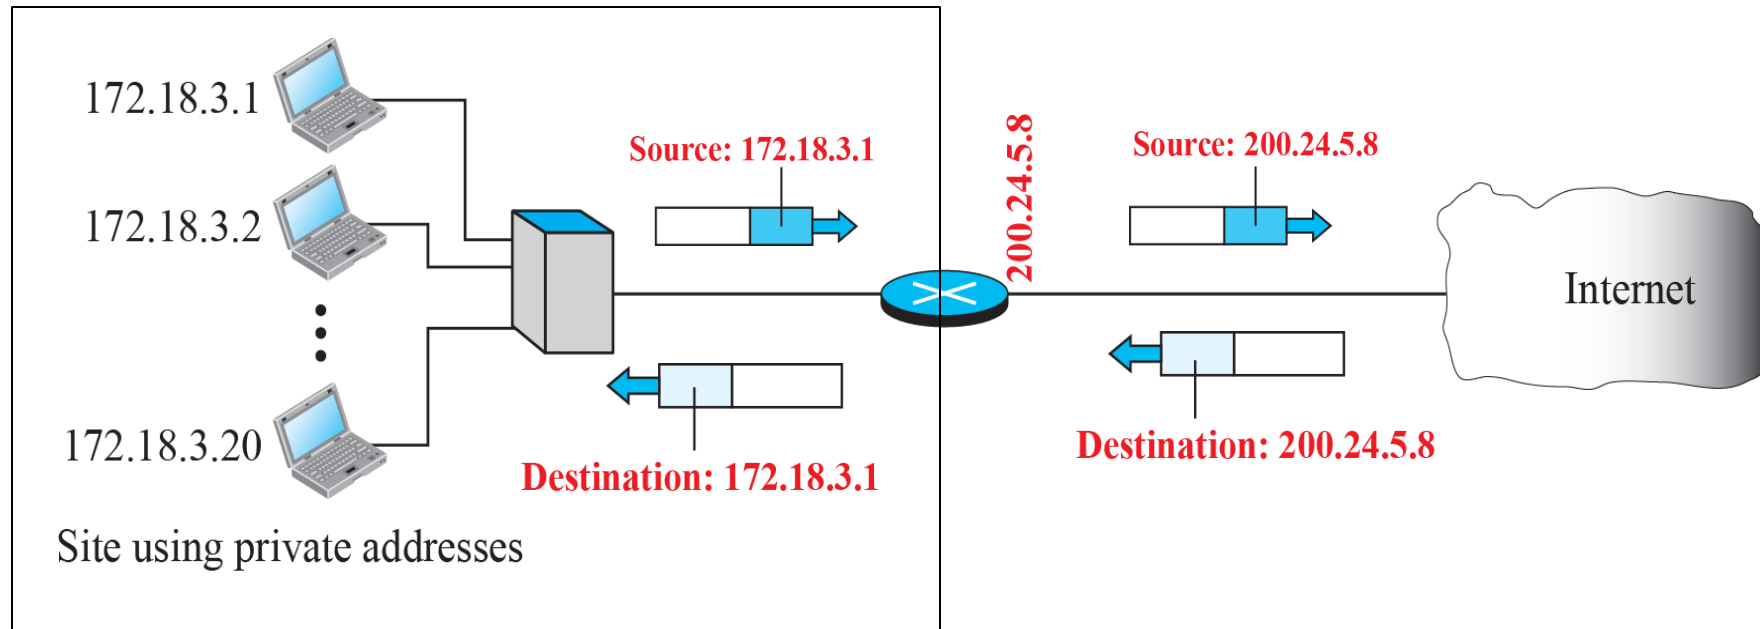 172.18.3.1
172.18.3.2
172.18.3.20
Site using private addresses
Source: 172.18.3.1
Destination: 172.18.3.1
200.24.5.8
Source: 200.24.5.8
Destination: 200.24.5.8
Internet